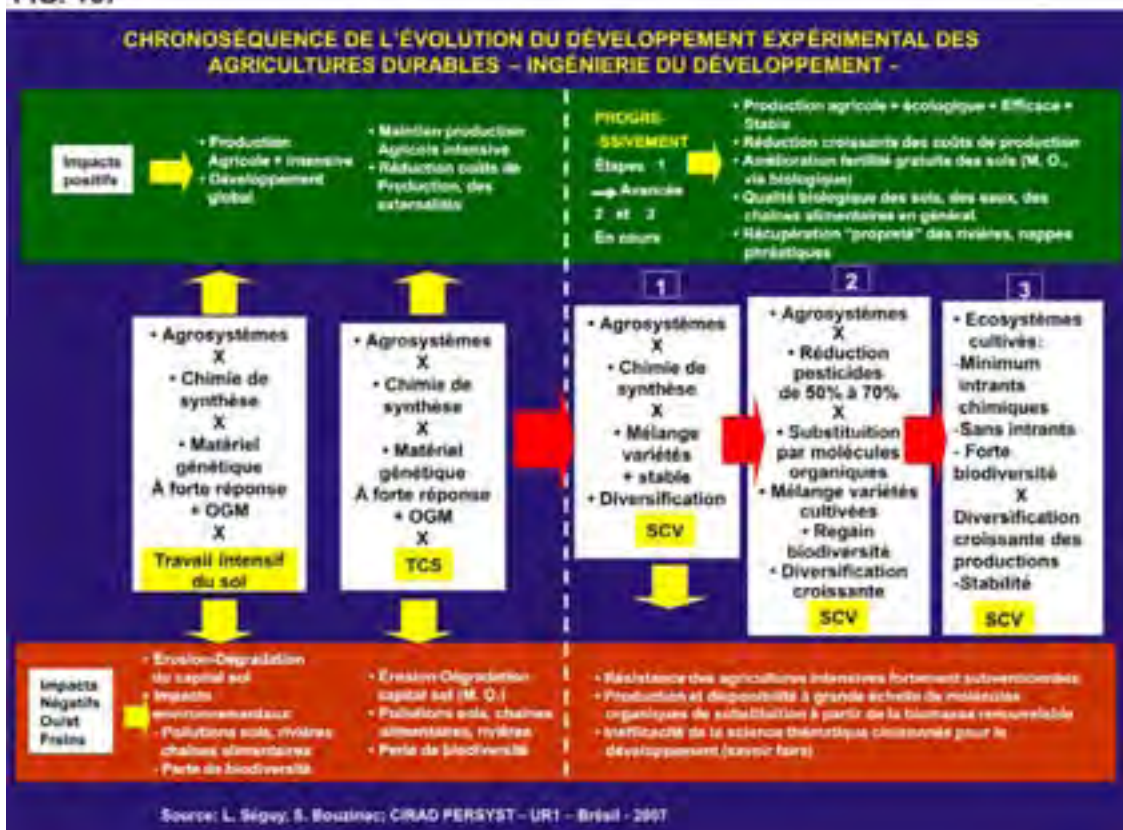 CHRONOSÉQUENCE DE L'ÉVOLUTION DU DÉVELOPPEMENT EXPÉRIMENTAL DES
AGRICULTURES DURABLES – INGÉNIERIE DU DÉVELOPPEMENT -
Impacts
positifs
• Production
Agricole + intensive
• Développement
global
• Maintien production
Agricole intensive
• Réduction coûts de
Production, des
externalités
PROGRE-
SSIVEMENT
Étapes 1
Avancée
2 et 3
En cours
• Production agricole + écologique + Efficace +
Stable
• Réduction croissante des coûts de production
• Amélioration fertilité gratuite des sols (M. O.,
via biologique)
• Qualité biologique des sols, des eaux, des
chaînes alimentaires en général
• Récupération "propreté" des rivières, nappes
phréatiques
• Agrosystèmes
X
• Chimie de
synthèse
X
• Matériel
génétique
À forte réponse
+ OGM
X
Travail intensif
du sol
• Agrosystèmes
X
• Chimie de
synthèse
X
• Matériel
génétique
À forte réponse
+ OGM
X
TCS
1
• Agrosystèmes
X
• Chimie de
synthèse
X
• Mélange
variétés
+ stable
• Diversification
SCV
2
• Agrosystèmes
X
• Réduction
pesticides
de 50% à 70%
X
• Substituition
par molécules
organiques
• Mélange variétés
cultivées
• Regain
biodiversité
• Diversification
croissante
SCV
3
• Ecosystèmes
cultivés:
-Minimum
intrants
chimiques
-Sans intrants
- Forte
biodiversité
X
Diversification
croissante des
productions
-Stabilité
SCV
Impacts
Négatifs
Ou/et
Freins
• Erosion-Dégradation
du capital sol
• Impacts
environnementaux
- Pollutions sols, rivières
chaînes alimentaires
- Perte de biodiversité
• Erosion-Dégradation
capital sol (M. O.)
• Pollutions sols, chaînes
alimentaires, rivières
• Perte de biodiversité
• Résistance des agricultures intensives fortement subventionnées
• Production et disponibilité à grande échelle de molécules
organiques de substitution à partir de la biomasse renouvelable
• Inefficacité de la science thématique cloisonnée pour le
développement (savoir faire)
Source: L. Séguy, S. Bouzinac; CIRAD PERSYST – UR1 – Brésil - 2007